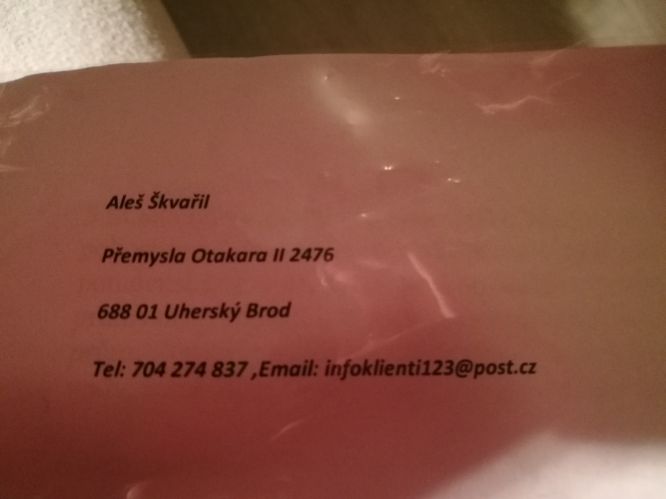 Aleš Škvařil
Přemysla Otakara II 2476
688 01 Uherský Brod
Tel: 704 274 837 ,Email: infoklienti123@post.cz